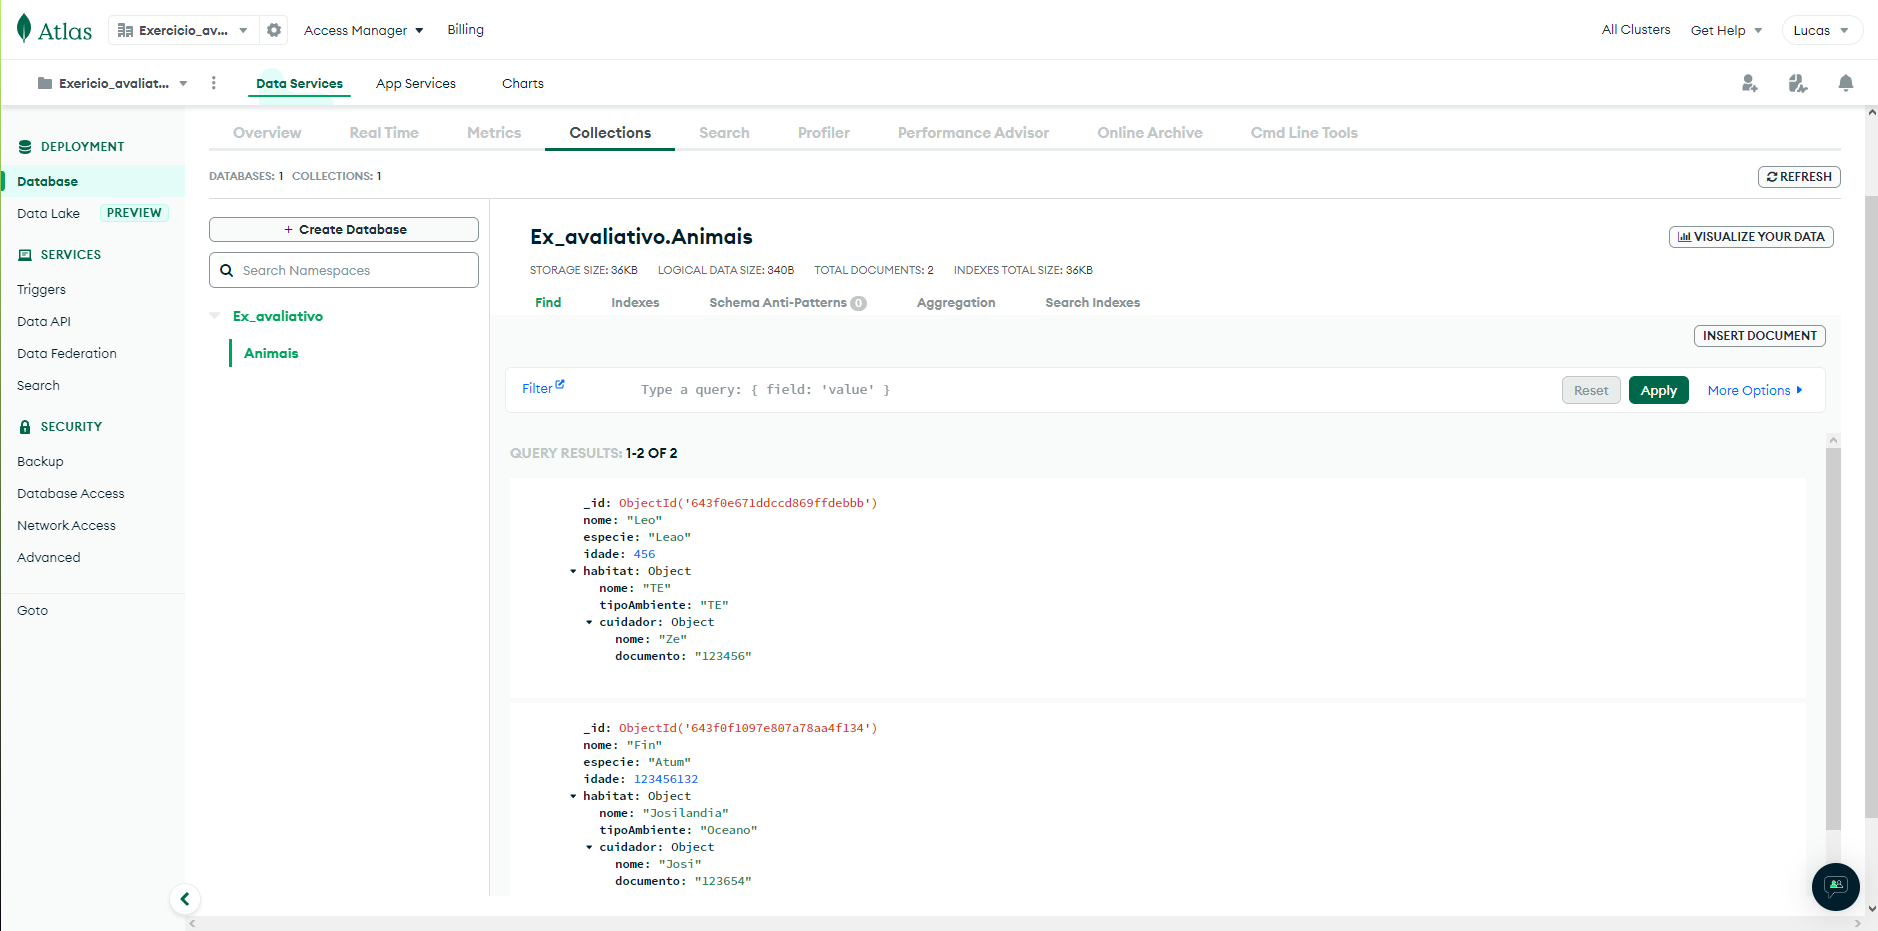 Atlas
Exercicio_av...
Access Manager
Billing
All Clusters
Get Help
Lucas
Exericio_avaliat...
Data Services
App Services
Charts
DEPLOYMENT
Database
Data Lake PREVIEW
SERVICES
Triggers
Data API
Data Federation
Search
SECURITY
Backup
Database Access
Network Access
Advanced
Goto
Overview
Real Time
Metrics
Collections
Search
Profiler
Performance Advisor
Online Archive
Cmd Line Tools
DATABASES: 1 COLLECTIONS: 1
REFRESH
+ Create Database
Search Namespaces
Ex_avaliativo
Animais
Ex_avaliativo.Animais
VISUALIZE YOUR DATA
STORAGE SIZE: 36KB LOGICAL DATA SIZE: 340B TOTAL DOCUMENTS: 2 INDEXES TOTAL SIZE: 36KB
Find
Indexes
Schema Anti-Patterns 0
Aggregation
Search Indexes
INSERT DOCUMENT
Filter
Type a query: { field: 'value' }
Reset
Apply
More Options
QUERY RESULTS: 1-2 OF 2
_id: ObjectId('643f0e671ddccd869ffdebbb')
nome: "Leo"
especie: "Leao"
idade: 456
habitat: Object
nome: "TE"
tipoAmbiente: "TE"
cuidador: Object
nome: "Ze"
documento: "123456"
_id: ObjectId('643f0f1097e807a78aa4f134')
nome: "Fin"
especie: "Atum"
idade: 123456132
habitat: Object
nome: "Josilandia"
tipoAmbiente: "Oceano"
cuidador: Object
nome: "Josi"
documento: "123654"